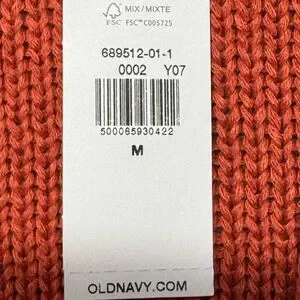 MIX / MIXTE
FSC FSC™ C005725
689512-01-1
0002 Y07
500065930422
M
OLDNAVY.COM